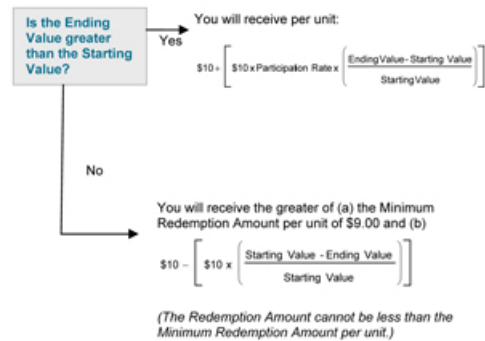 Is the Ending
Value greater
than the Starting
Value?
Yes
You will receive per unit:
$10 + [ $10 x Participation Rate x ( Ending Value - Starting Value
Starting Value ) ]
No
You will receive the greater of (a) the Minimum
Redemption Amount per unit of $9.00 and (b)
$10 – [ $10 x ( Starting Value - Ending Value
Starting Value ) ]
(The Redemption Amount cannot be less than the
Minimum Redemption Amount per unit.)